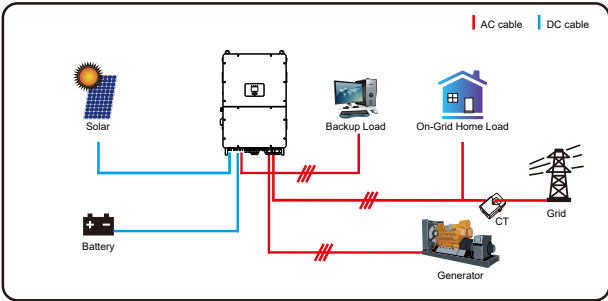 AC cable
DC cable
Solar
Backup Load
On-Grid Home Load
CT
Grid
Battery
+ -
Generator